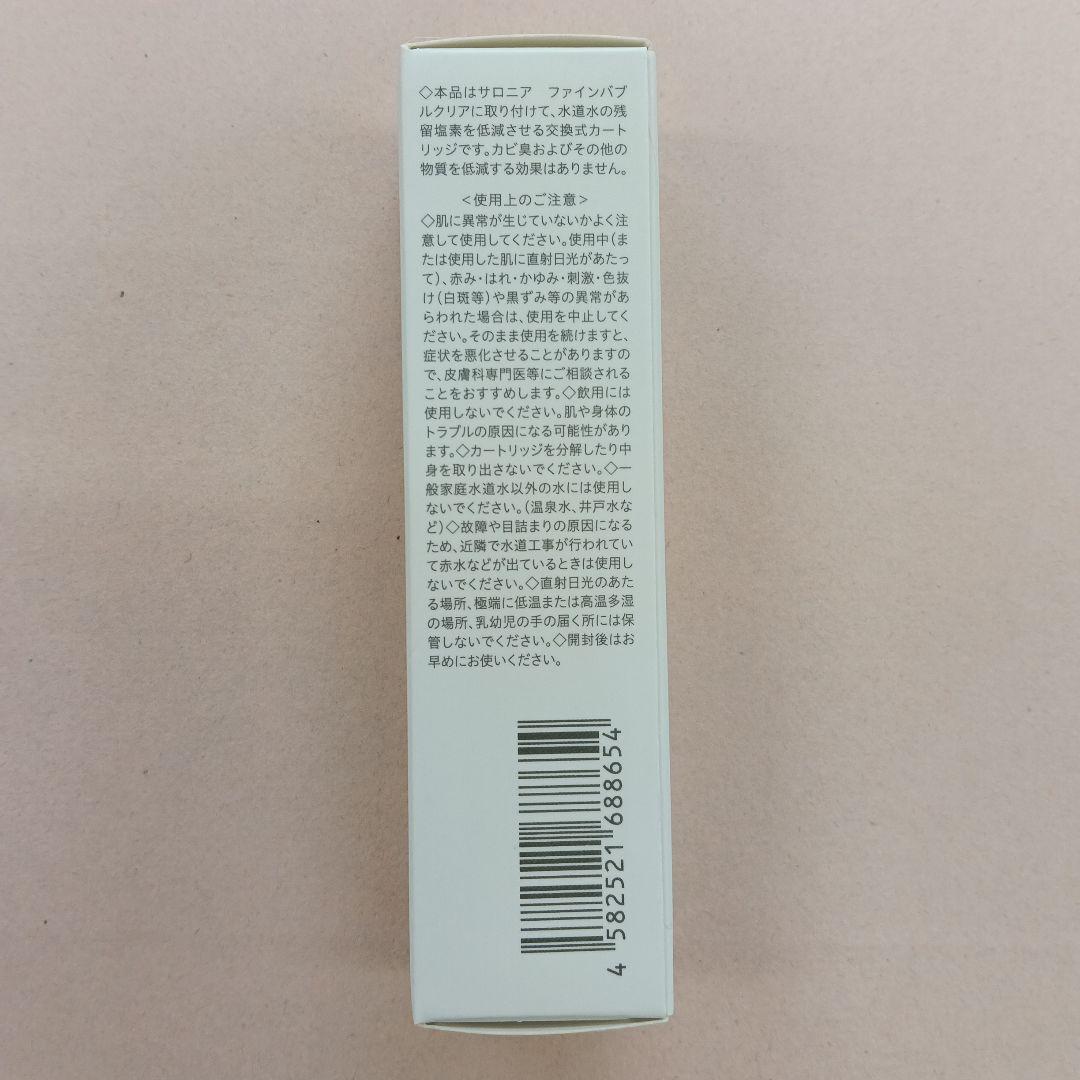 ◇本品はサロニア　ファインバブ
ルクリアに取り付けて、水道水の残
留塩素を低減させる交換式カート
リッジです。カビ臭およびその他の
物質を低減する効果はありません。
＜使用上のご注意＞
◇肌に異常が生じていないかよく注
意して使用してください。使用中（ま
たは使用した肌に直射日光があたっ
て）、赤み・はれ・かゆみ・刺激・色抜
け（白斑等）や黒ずみ等の異常があ
らわれた場合は、使用を中止してく
ださい。そのまま使用を続けますと、
症状を悪化させることがありますの
で、皮膚科専門医等にご相談される
ことをおすすめします。◇飲用には
使用しないでください。肌や身体の
トラブルの原因になる可能性があり
ます。◇カートリッジを分解したり中
身を取り出さないでください。◇一
般家庭水道水以外の水には使用し
ないでください。（温泉水、井戸水な
ど）◇故障や目詰まりの原因になる
ため、近隣で水道工事が行われてい
て赤水などが出ているときは使用し
ないでください。◇直射日光のあた
る場所、極端に低温または高温多湿
の場所、乳幼児の手の届く所には保
管しないでください。◇開封後はお
早めにお使いください。
4 582521 688654